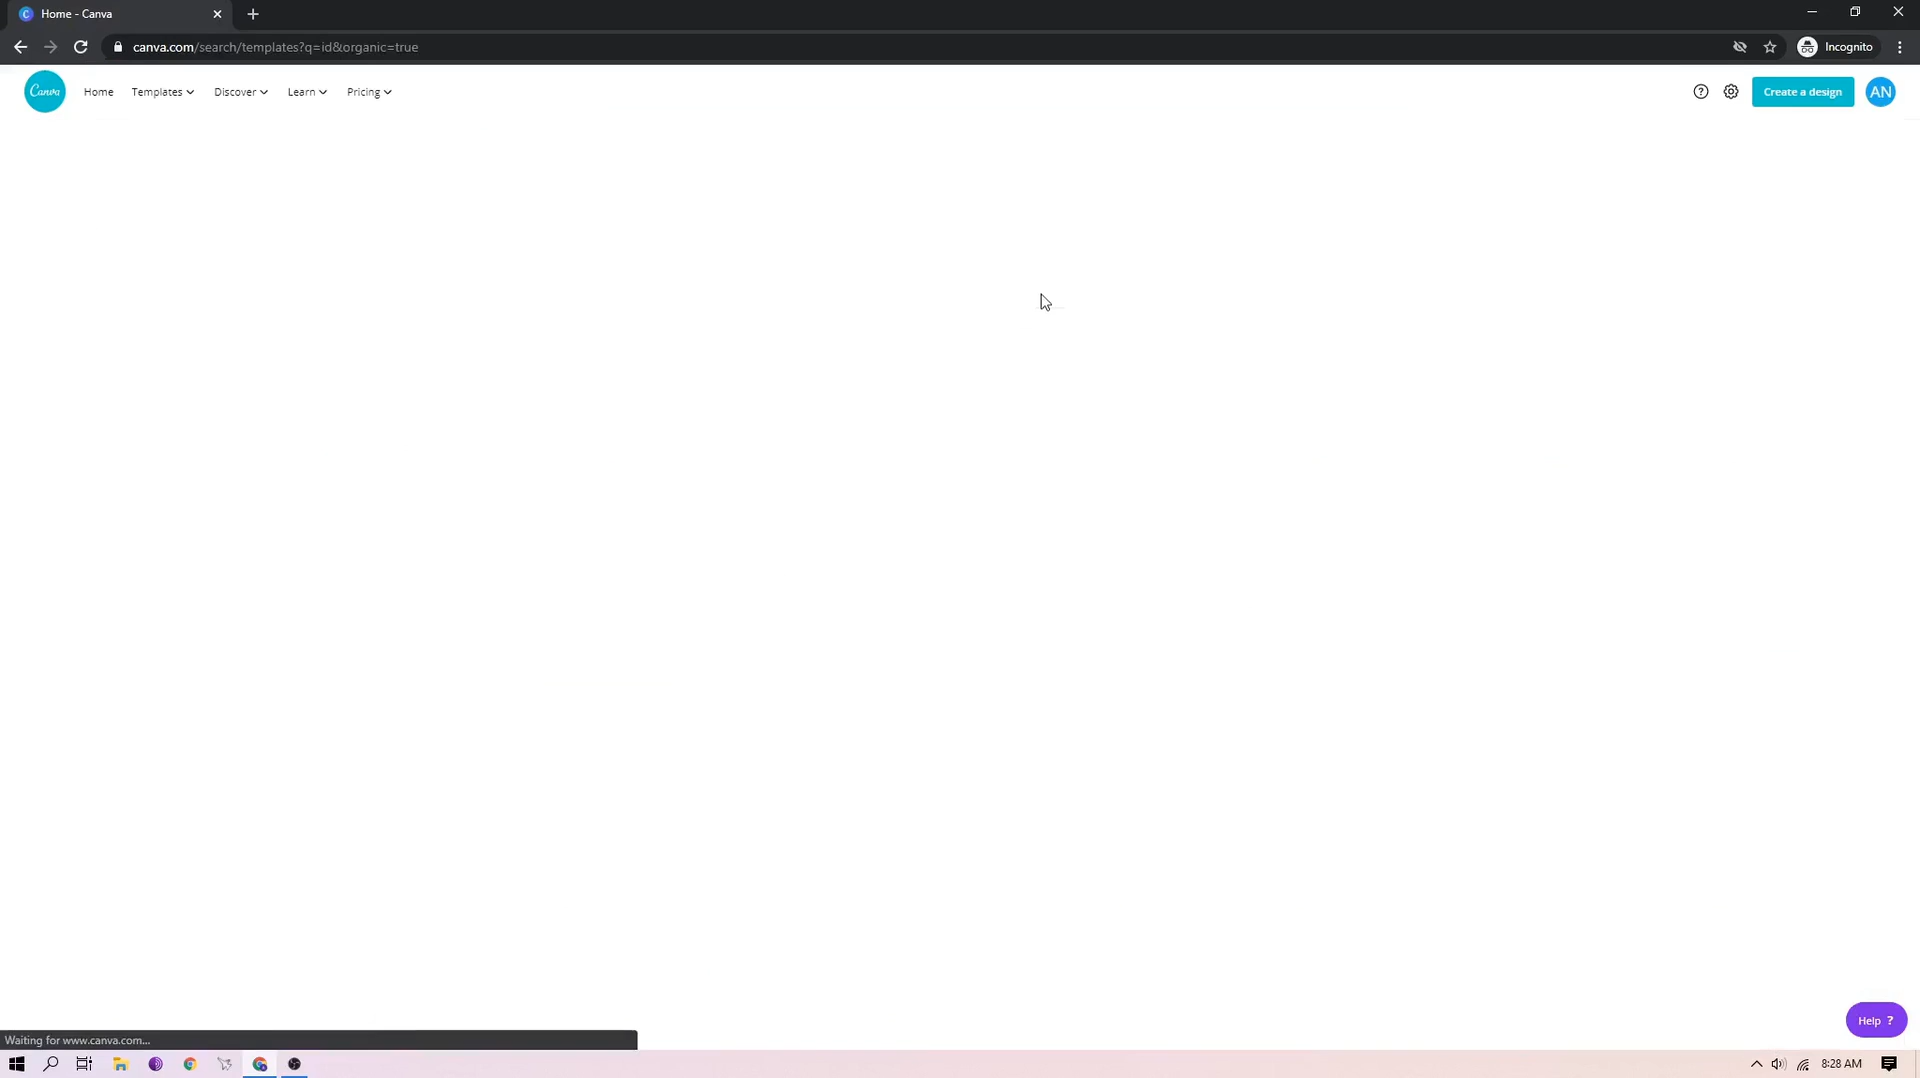 Home - Canva
canva.com/search/templates?q=id&organic=true
Incognito
Canva
Home
Templates
Discover
Learn
Pricing
?
Create a design
AN
Help ?
Waiting for www.canva.com...
8:28 AM